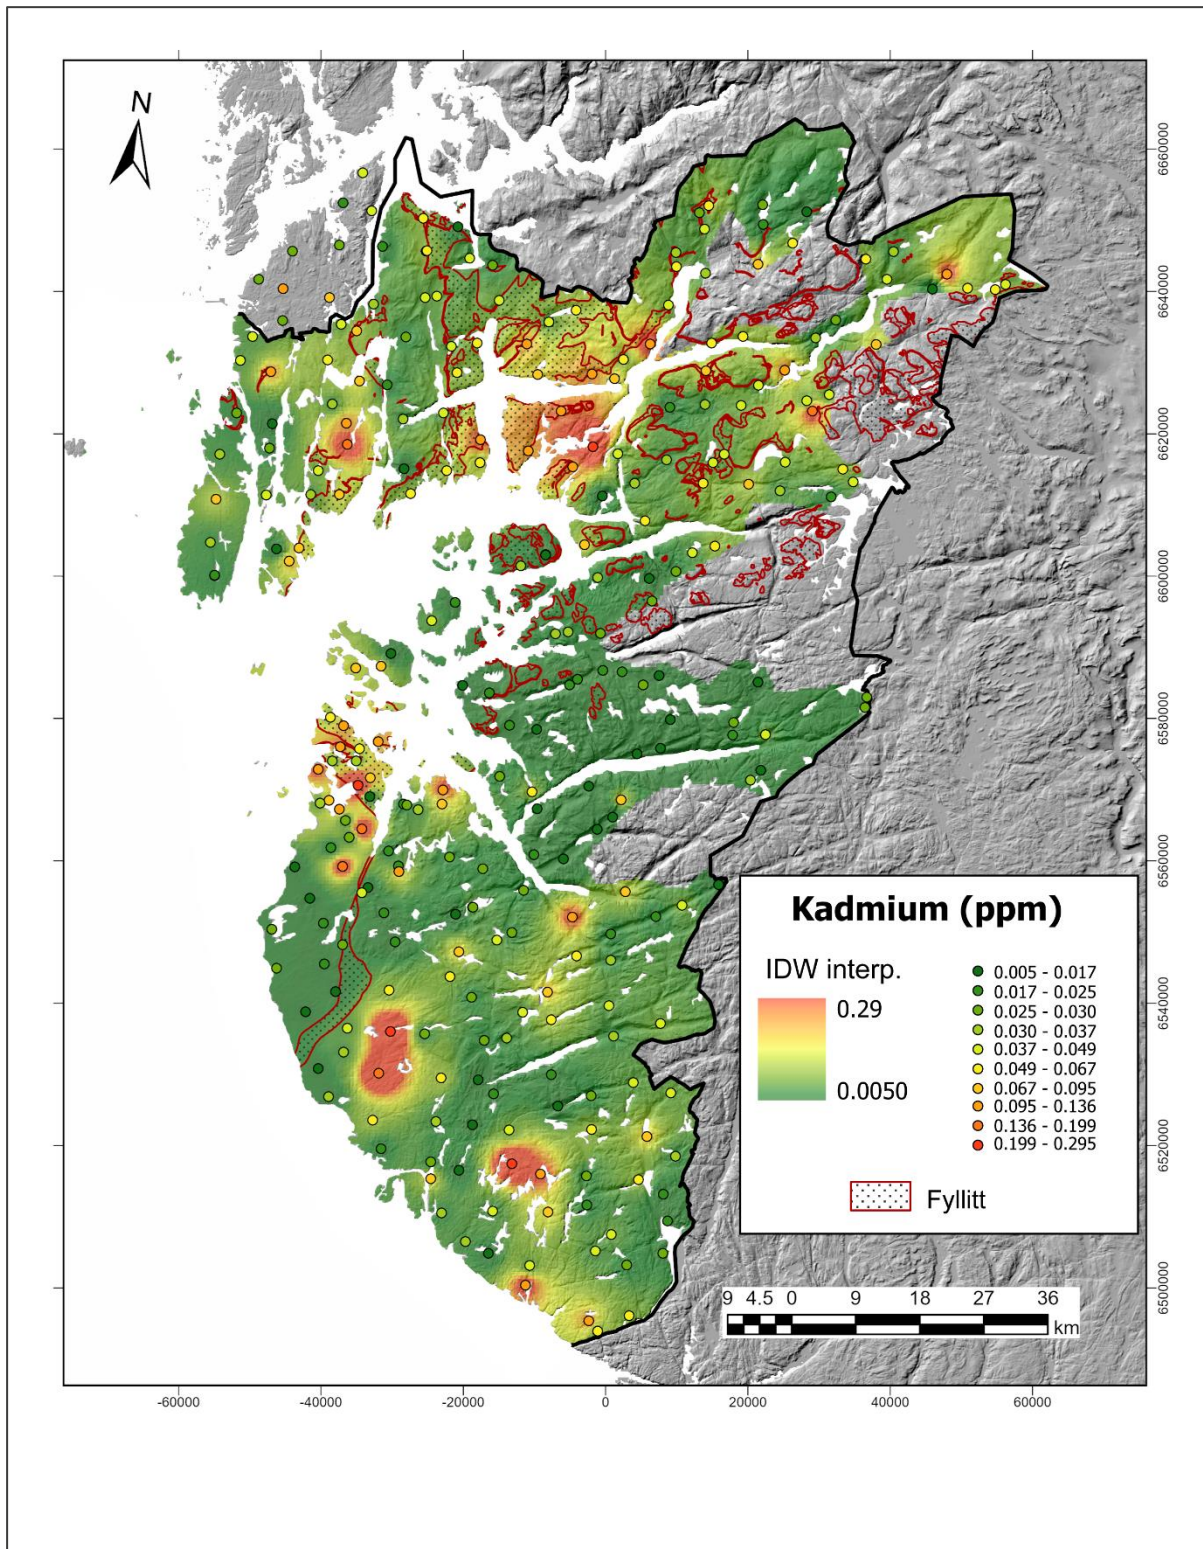 N
6660000
6640000
6620000
6600000
6580000
6560000
6540000
6520000
6500000
Kadmium (ppm)
IDW interp.
0.29
0.0050
0.005 - 0.017
0.017 - 0.025
0.025 - 0.030
0.030 - 0.037
0.037 - 0.049
0.049 - 0.067
0.067 - 0.095
0.095 - 0.136
0.136 - 0.199
0.199 - 0.295
Fyllitt
9 4.5 0 9 18 27 36
km
-60000 -40000 -20000 0 20000 40000 60000